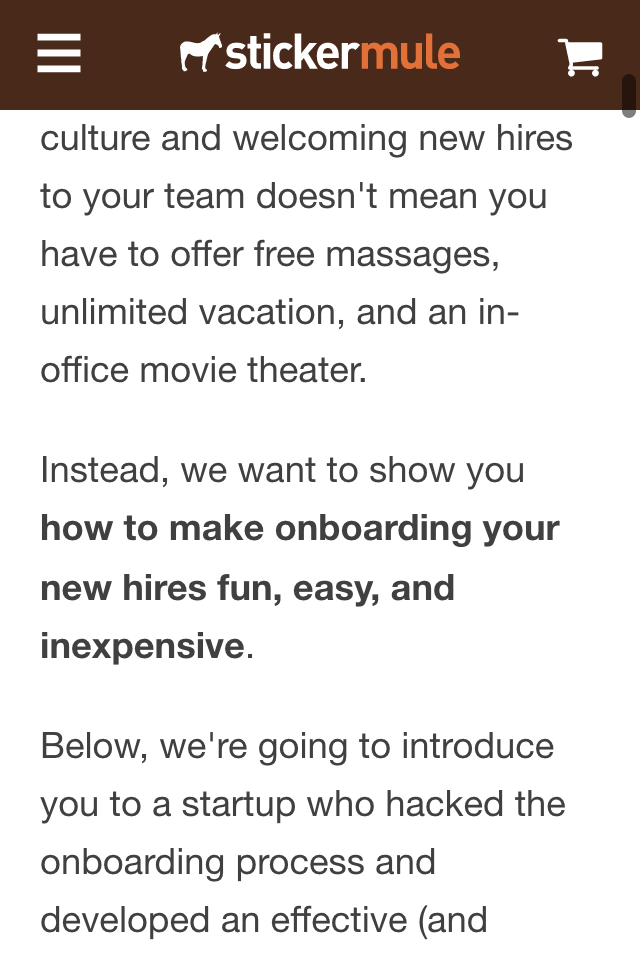 stickermule
culture and welcoming new hires
to your team doesn't mean you
have to offer free massages,
unlimited vacation, and an in-
office movie theater.
Instead, we want to show you
how to make onboarding your
new hires fun, easy, and
inexpensive.
Below, we're going to introduce
you to a startup who hacked the
onboarding process and
developed an effective (and